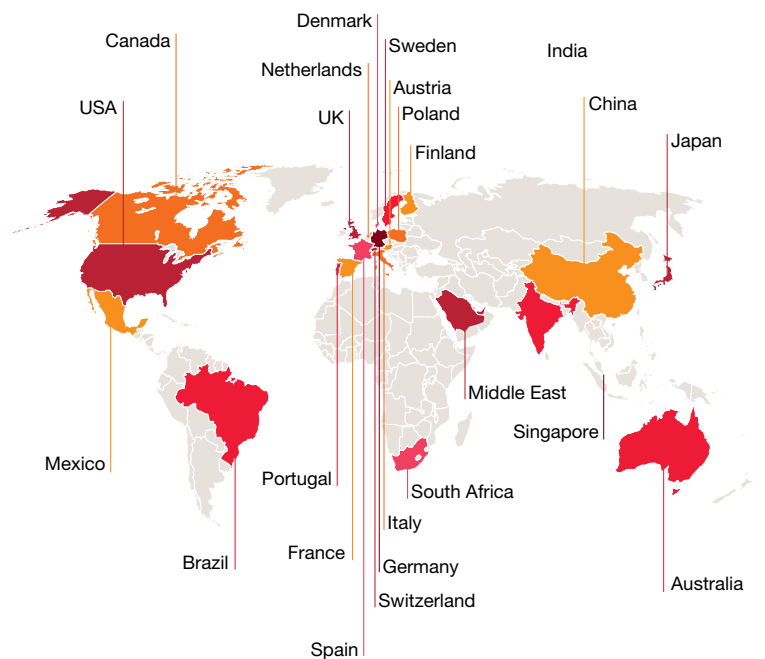 Denmark
Canada
Sweden
India
Netherlands
Austria
USA
China
UK
Poland
Japan
Finland
Middle East
Singapore
Mexico
Portugal
South Africa
Italy
France
Brazil
Germany
Australia
Switzerland
Spain